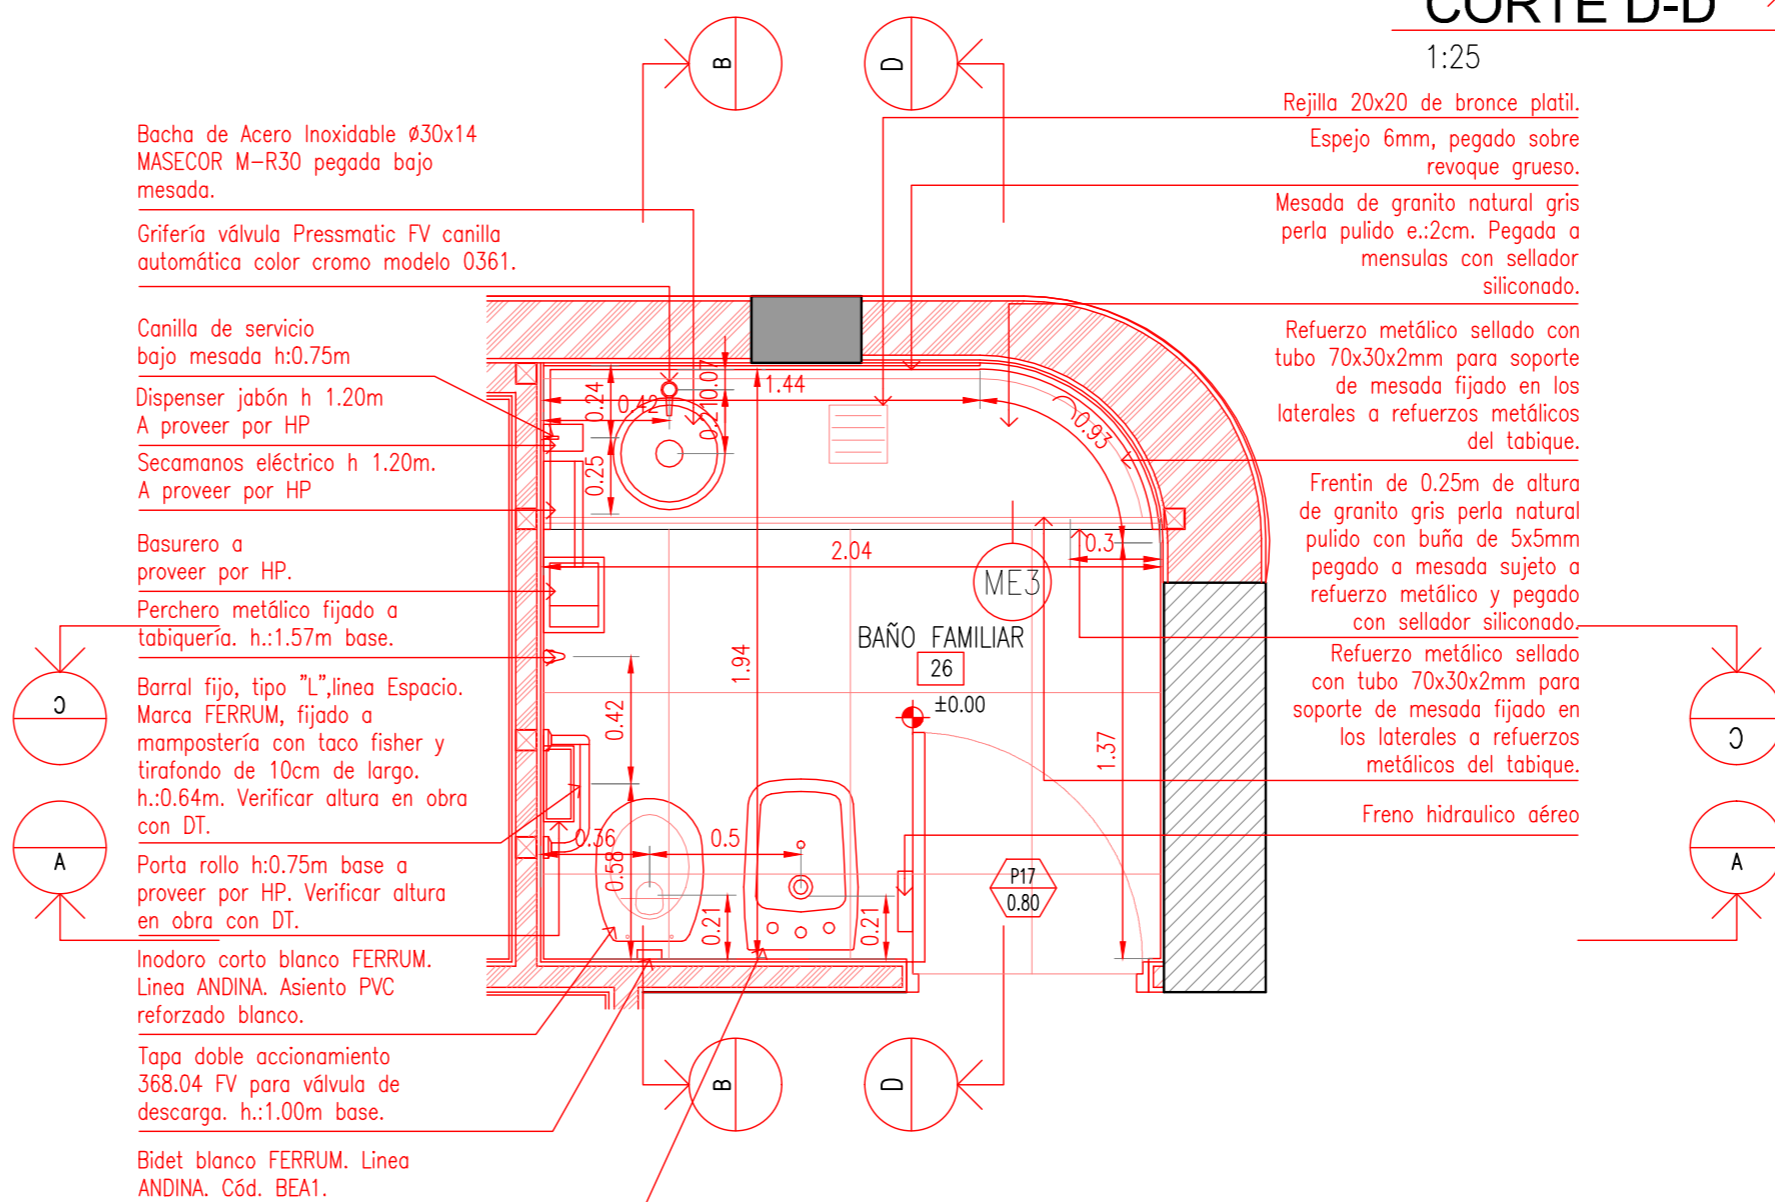 CORTE D-D
1:25
B
D
Bacha de Acero Inoxidable ø30x14
MASECOR M-R30 pegada bajo
mesada.
Grifería válvula Pressmatic FV canilla
automática color cromo modelo 0361.
Canilla de servicio
bajo mesada h:0.75m
Dispenser jabón h 1.20m
A proveer por HP
Secamanos eléctrico h 1.20m.
A proveer por HP
Basurero a
proveer por HP.
Perchero metálico fijado a
tabiquería. h.:1.57m base.
Barral fijo, tipo "L",linea Espacio.
Marca FERRUM, fijado a
mampostería con taco fisher y
tirafondo de 10cm de largo.
h.:0.64m. Verificar altura en obra
con DT.
Porta rollo h:0.75m base a
proveer por HP. Verificar altura
en obra con DT.
Inodoro corto blanco FERRUM.
Linea ANDINA. Asiento PVC
reforzado blanco.
Tapa doble accionamiento
368.04 FV para válvula de
descarga. h.:1.00m base.
Bidet blanco FERRUM. Linea
ANDINA. Cód. BEA1.
Rejilla 20x20 de bronce platil.
Espejo 6mm, pegado sobre
revoque grueso.
Mesada de granito natural gris
perla pulido e.:2cm. Pegada a
mensulas con sellador
siliconado.
Refuerzo metálico sellado con
tubo 70x30x2mm para soporte
de mesada fijado en los
laterales a refuerzos metálicos
del tabique.
Frentin de 0.25m de altura
de granito gris perla natural
pulido con buña de 5x5mm
pegado a mesada sujeto a
refuerzo metálico y pegado
con sellador siliconado.
Refuerzo metálico sellado
con tubo 70x30x2mm para
soporte de mesada fijado en
los laterales a refuerzos
metálicos del tabique.
Freno hidraulico aéreo
0.24
0.42
0.07
0.21
1.44
0.93
0.25
2.04
0.3
ME3
BAÑO FAMILIAR
26
±0.00
1.94
0.42
1.37
0.36
0.5
0.58
0.21
0.21
P17
0.80
C
A
C
A
B
D